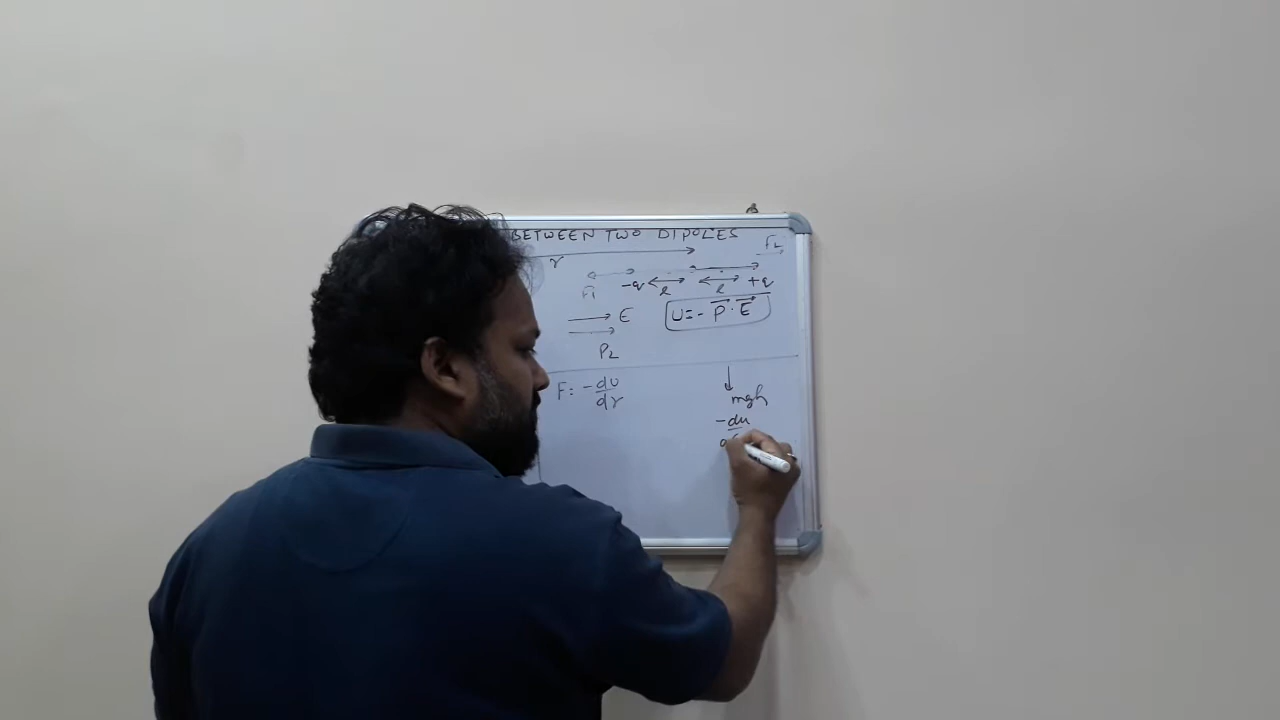 BETWEEN TWO DIPOLES
r
F2
F1
-q l l +q
E
U = - P⃗ · E⃗
P2
F = -dU/dr
mgh
-du